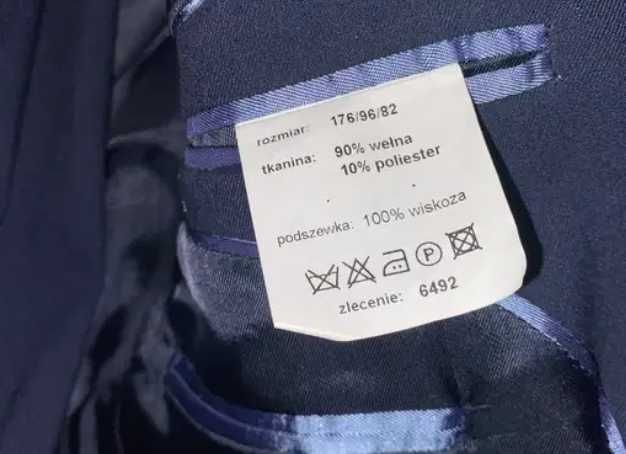 rozmiar: 176/96/82
tkanina: 90% wełna
10% poliester
podszewka: 100% wiskoza
P
zlecenie: 6492